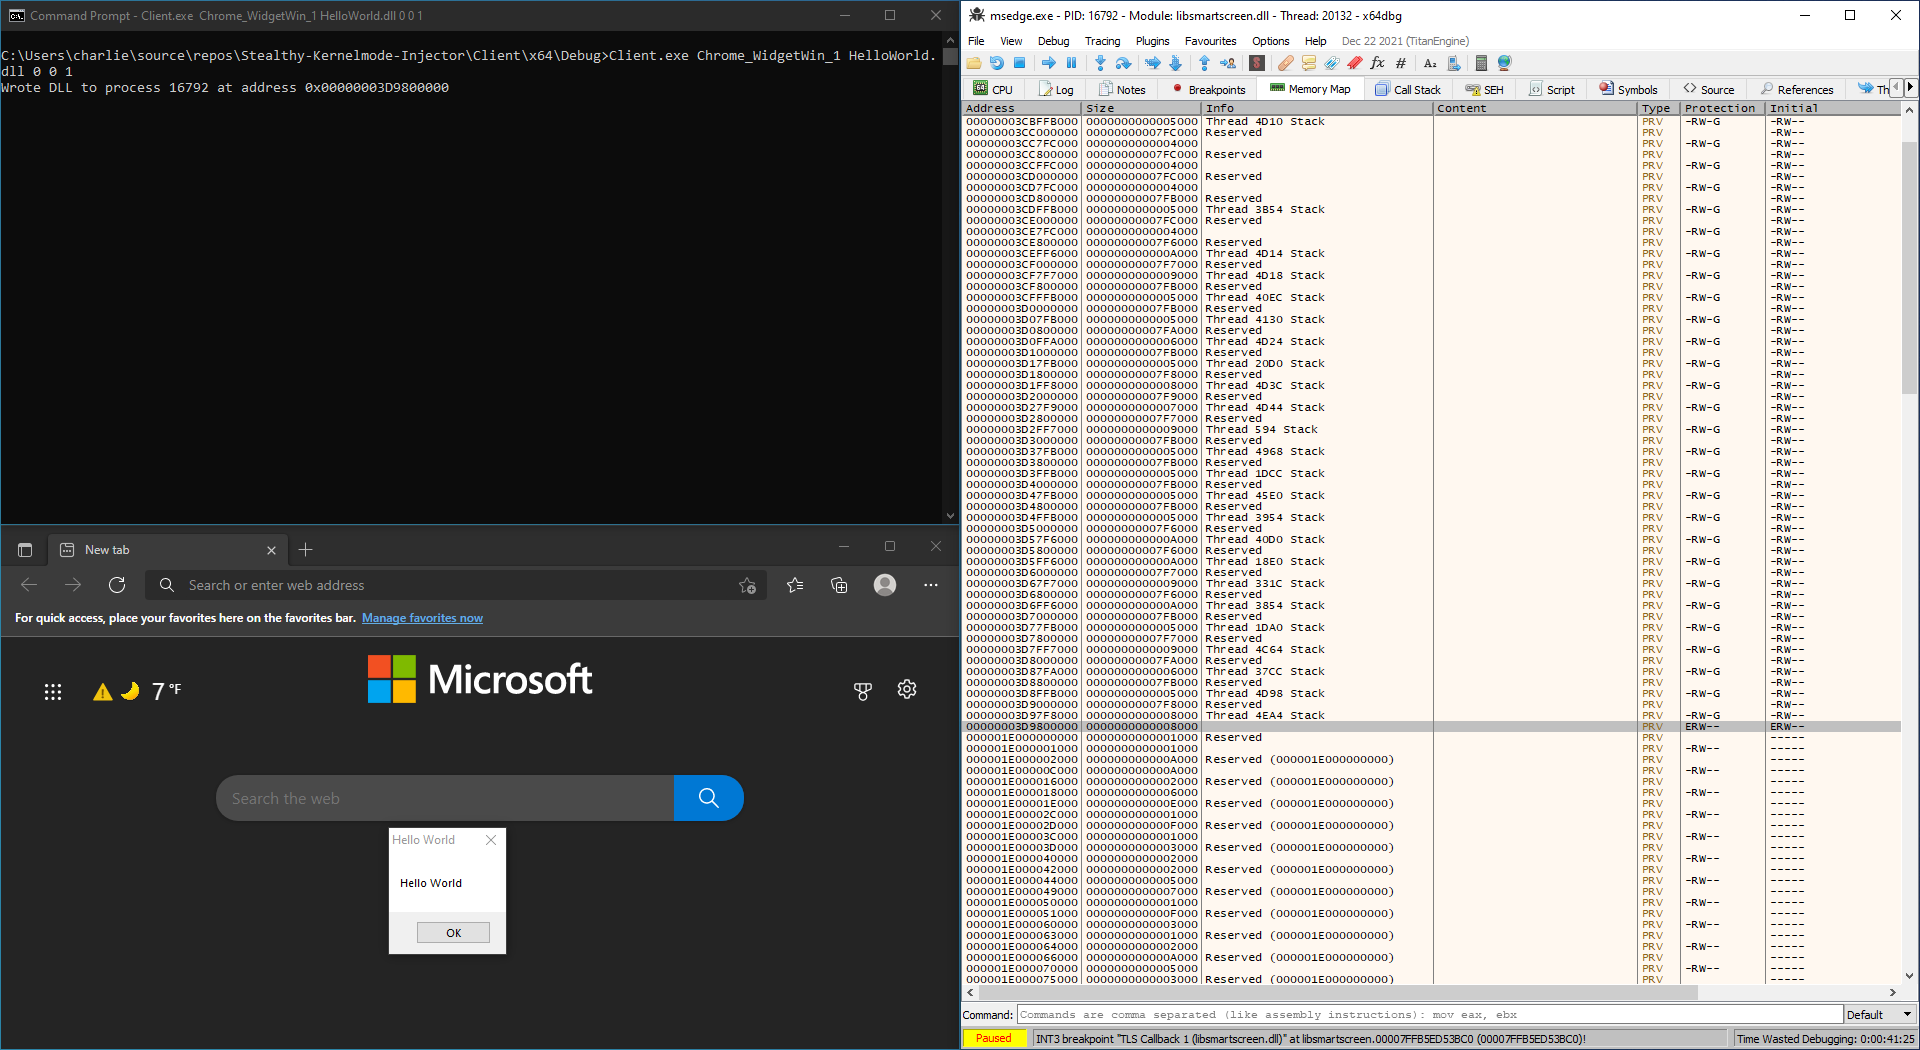 Command Prompt - Client.exe  Chrome_WidgetWin_1 HelloWorld.dll 0 0 1
C:\Users\charlie\source\repos\Stealthy-Kernelmode-Injector\Client\x64\Debug>Client.exe Chrome_WidgetWin_1 HelloWorld.
dll 0 0 1
Wrote DLL to process 16792 at address 0x00000003D9800000
New tab
Search or enter web address
For quick access, place your favorites here on the favorites bar. Manage favorites now
7 °F
Microsoft
Search the web
Hello World
Hello World
OK
msedge.exe - PID: 16792 - Module: libsmartscreen.dll - Thread: 20132 - x64dbg
File View Debug Tracing Plugins Favourites Options Help Dec 22 2021 (TitanEngine)
CPU Log Notes Breakpoints Memory Map Call Stack SEH Script Symbols Source References Th
Address Size Info Content Type Protection Initial
00000003CBFFB000 0000000000005000 Thread 4D10 Stack PRV -RW-G -RW--
00000003CC000000 00000000007FC000 Reserved PRV -RW--
00000003CC7FC000 0000000000004000 PRV -RW-G -RW--
00000003CC800000 00000000007FC000 Reserved PRV -RW--
00000003CCFFC000 0000000000004000 PRV -RW-G -RW--
00000003CD000000 00000000007FC000 Reserved PRV -RW--
00000003CD7FC000 0000000000004000 PRV -RW-G -RW--
00000003CD800000 00000000007FB000 Reserved PRV -RW--
00000003CDFFB000 0000000000005000 Thread 3B54 Stack PRV -RW-G -RW--
00000003CE000000 00000000007FC000 Reserved PRV -RW--
00000003CE7FC000 0000000000004000 PRV -RW-G -RW--
00000003CE800000 00000000007F6000 Reserved PRV -RW--
00000003CEFF6000 000000000000A000 Thread 4D14 Stack PRV -RW-G -RW--
00000003CF000000 00000000007F7000 Reserved PRV -RW--
00000003CF7F7000 0000000000009000 Thread 4D18 Stack PRV -RW-G -RW--
00000003CF800000 00000000007FB000 Reserved PRV -RW--
00000003CFFFB000 0000000000005000 Thread 40EC Stack PRV -RW-G -RW--
00000003D0000000 00000000007FB000 Reserved PRV -RW--
00000003D07FB000 0000000000005000 Thread 4130 Stack PRV -RW-G -RW--
00000003D0800000 00000000007FA000 Reserved PRV -RW--
00000003D0FFA000 0000000000006000 Thread 4D24 Stack PRV -RW-G -RW--
00000003D1000000 00000000007FB000 Reserved PRV -RW--
00000003D17FB000 0000000000005000 Thread 20D0 Stack PRV -RW-G -RW--
00000003D1800000 00000000007F8000 Reserved PRV -RW--
00000003D1FF8000 0000000000008000 Thread 4D3C Stack PRV -RW-G -RW--
00000003D2000000 00000000007F9000 Reserved PRV -RW--
00000003D27F9000 0000000000007000 Thread 4D44 Stack PRV -RW-G -RW--
00000003D2800000 00000000007F7000 Reserved PRV -RW--
00000003D2FF7000 0000000000009000 Thread 594 Stack PRV -RW-G -RW--
00000003D3000000 00000000007FB000 Reserved PRV -RW--
00000003D37FB000 0000000000005000 Thread 4968 Stack PRV -RW-G -RW--
00000003D3800000 00000000007FB000 Reserved PRV -RW--
00000003D3FFB000 0000000000005000 Thread 1DCC Stack PRV -RW-G -RW--
00000003D4000000 00000000007FB000 Reserved PRV -RW--
00000003D47FB000 0000000000005000 Thread 45E0 Stack PRV -RW-G -RW--
00000003D4800000 00000000007FB000 Reserved PRV -RW--
00000003D4FFB000 0000000000005000 Thread 3954 Stack PRV -RW-G -RW--
00000003D5000000 00000000007F6000 Reserved PRV -RW--
00000003D57F6000 000000000000A000 Thread 40D0 Stack PRV -RW-G -RW--
00000003D5800000 00000000007F6000 Reserved PRV -RW--
00000003D5FF6000 000000000000A000 Thread 18E0 Stack PRV -RW-G -RW--
00000003D6000000 00000000007F7000 Reserved PRV -RW--
00000003D67F7000 0000000000009000 Thread 331C Stack PRV -RW-G -RW--
00000003D6800000 00000000007F6000 Reserved PRV -RW--
00000003D6FF6000 000000000000A000 Thread 3854 Stack PRV -RW-G -RW--
00000003D7000000 00000000007FB000 Reserved PRV -RW--
00000003D77FB000 0000000000005000 Thread 1DA0 Stack PRV -RW-G -RW--
00000003D7800000 00000000007F7000 Reserved PRV -RW--
00000003D7FF7000 0000000000009000 Thread 4C64 Stack PRV -RW-G -RW--
00000003D8000000 00000000007FA000 Reserved PRV -RW--
00000003D87FA000 0000000000006000 Thread 37CC Stack PRV -RW-G -RW--
00000003D8800000 00000000007FB000 Reserved PRV -RW--
00000003D8FFB000 0000000000005000 Thread 4D98 Stack PRV -RW-G -RW--
00000003D9000000 00000000007F8000 Reserved PRV -RW--
00000003D97F8000 0000000000008000 Thread 4EA4 Stack PRV -RW-G -RW--
00000003D9800000 0000000000008000 PRV ERW-- ERW--
000001E000000000 0000000000001000 Reserved PRV -----
000001E000001000 0000000000001000 PRV -RW-- -----
000001E000002000 000000000000A000 Reserved (000001E000000000) PRV -----
000001E00000C000 000000000000A000 PRV -RW-- -----
000001E000016000 0000000000002000 Reserved (000001E000000000) PRV -----
000001E000018000 0000000000006000 PRV -RW-- -----
000001E00001E000 000000000000E000 Reserved (000001E000000000) PRV -----
000001E00002C000 0000000000001000 PRV -RW-- -----
000001E00002D000 000000000000F000 Reserved (000001E000000000) PRV -----
000001E00003C000 0000000000001000 PRV -RW-- -----
000001E00003D000 0000000000003000 Reserved (000001E000000000) PRV -----
000001E000040000 0000000000002000 PRV -RW-- -----
000001E000042000 0000000000002000 Reserved (000001E000000000) PRV -----
000001E000044000 0000000000005000 PRV -RW-- -----
000001E000049000 0000000000007000 Reserved (000001E000000000) PRV -----
000001E000050000 0000000000001000 PRV -RW-- -----
000001E000051000 000000000000F000 Reserved (000001E000000000) PRV -----
000001E000060000 0000000000003000 PRV -RW-- -----
000001E000063000 0000000000001000 Reserved (000001E000000000) PRV -----
000001E000064000 0000000000002000 PRV -RW-- -----
000001E000066000 000000000000A000 Reserved (000001E000000000) PRV -----
000001E000070000 0000000000005000 PRV -RW-- -----
000001E000075000 0000000000003000 Reserved (000001E000000000) PRV -----
Command: Commands are comma separated (like assembly instructions): mov eax, ebx Default
Paused INT3 breakpoint "TLS Callback 1 (libsmartscreen.dll)" at libsmartscreen.00007FFB5ED53BC0 (00007FFB5ED53BC0)! Time Wasted Debugging: 0:00:41:25